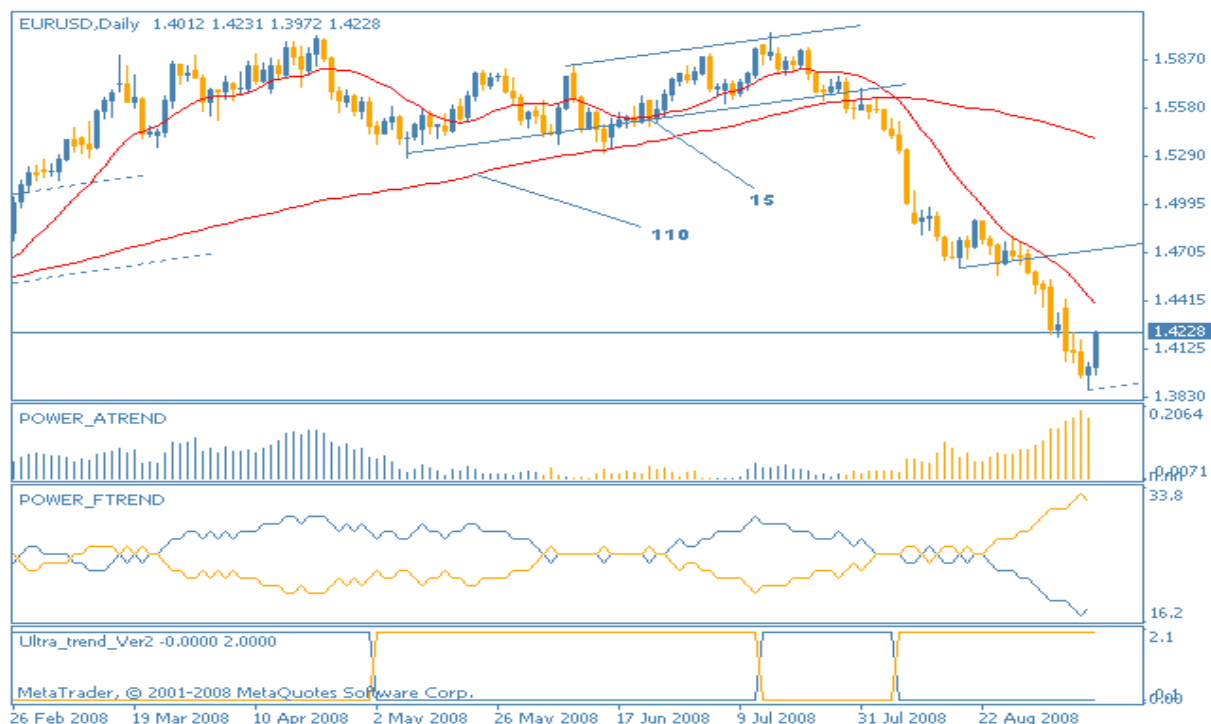 EURUSD,Daily 1.4012 1.4231 1.3972 1.4228
1.5870
1.5580
1.5290
15
1.4995
110
1.4705
1.4415
1.4228
1.4125
1.3830
POWER_ATREND
0.2064
0.0071
POWER_FTREND
33.8
16.2
Ultra_trend_Ver2 -0.0000 2.0000
2.1
MetaTrader, © 2001-2008 MetaQuotes Software Corp.
26 Feb 2008 19 Mar 2008 10 Apr 2008 2 May 2008 26 May 2008 17 Jun 2008 9 Jul 2008 31 Jul 2008 22 Aug 2008